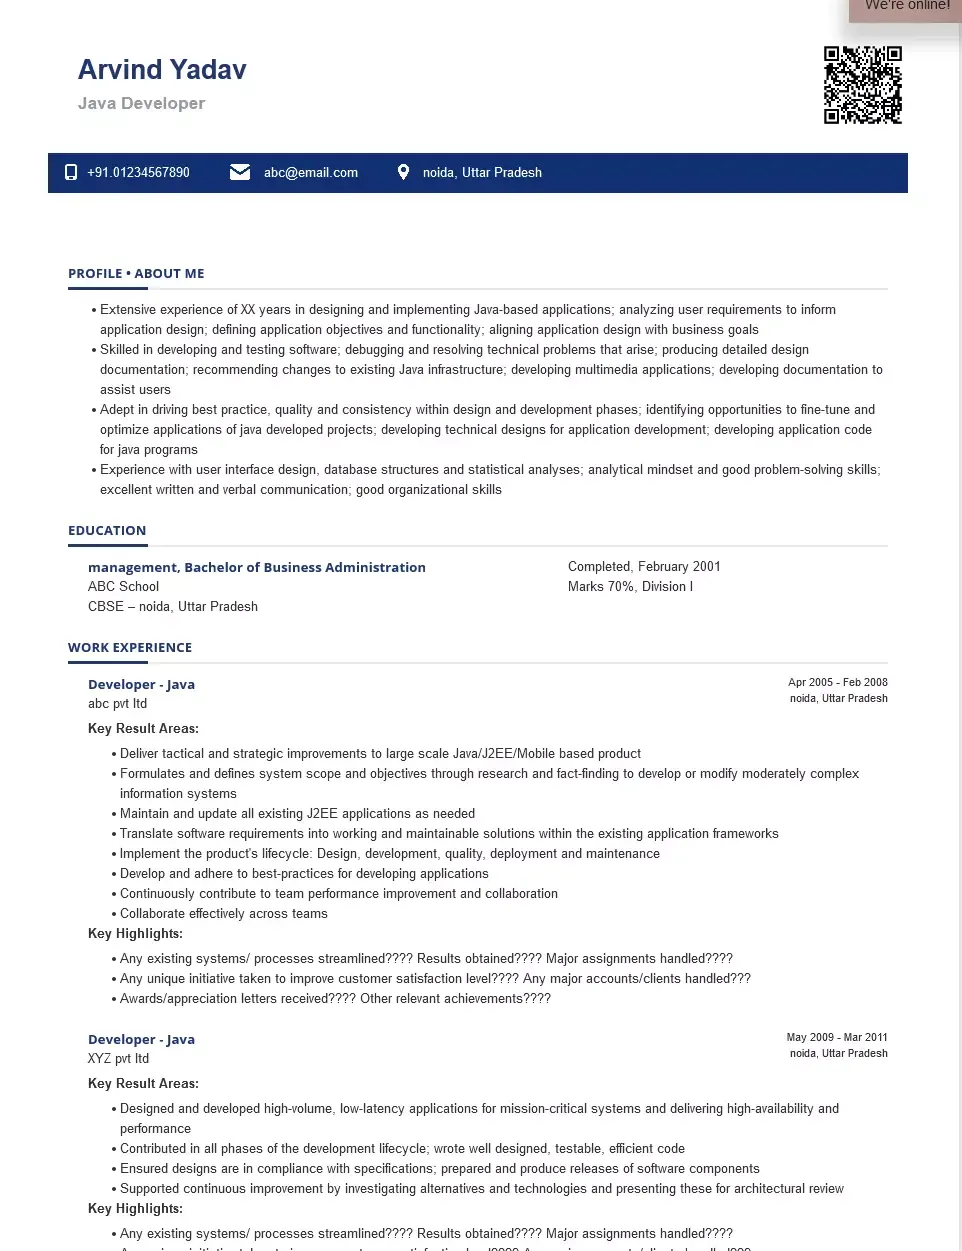 We're online!
Arvind Yadav
Java Developer
+91.01234567890 abc@email.com noida, Uttar Pradesh
PROFILE • ABOUT ME
• Extensive experience of XX years in designing and implementing Java-based applications; analyzing user requirements to inform
application design; defining application objectives and functionality; aligning application design with business goals
• Skilled in developing and testing software; debugging and resolving technical problems that arise; producing detailed design
documentation; recommending changes to existing Java infrastructure; developing multimedia applications; developing documentation to
assist users
• Adept in driving best practice, quality and consistency within design and development phases; identifying opportunities to fine-tune and
optimize applications of java developed projects; developing technical designs for application development; developing application code
for java programs
• Experience with user interface design, database structures and statistical analyses; analytical mindset and good problem-solving skills;
excellent written and verbal communication; good organizational skills
EDUCATION
management, Bachelor of Business Administration Completed, February 2001
ABC School Marks 70%, Division I
CBSE – noida, Uttar Pradesh
WORK EXPERIENCE
Developer - Java Apr 2005 - Feb 2008
abc pvt ltd noida, Uttar Pradesh
Key Result Areas:
• Deliver tactical and strategic improvements to large scale Java/J2EE/Mobile based product
• Formulates and defines system scope and objectives through research and fact-finding to develop or modify moderately complex
information systems
• Maintain and update all existing J2EE applications as needed
• Translate software requirements into working and maintainable solutions within the existing application frameworks
• Implement the product's lifecycle: Design, development, quality, deployment and maintenance
• Develop and adhere to best-practices for developing applications
• Continuously contribute to team performance improvement and collaboration
• Collaborate effectively across teams
Key Highlights:
• Any existing systems/ processes streamlined???? Results obtained???? Major assignments handled????
• Any unique initiative taken to improve customer satisfaction level???? Any major accounts/clients handled???
• Awards/appreciation letters received???? Other relevant achievements????
Developer - Java May 2009 - Mar 2011
XYZ pvt ltd noida, Uttar Pradesh
Key Result Areas:
• Designed and developed high-volume, low-latency applications for mission-critical systems and delivering high-availability and
performance
• Contributed in all phases of the development lifecycle; wrote well designed, testable, efficient code
• Ensured designs are in compliance with specifications; prepared and produce releases of software components
• Supported continuous improvement by investigating alternatives and technologies and presenting these for architectural review
Key Highlights:
• Any existing systems/ processes streamlined???? Results obtained???? Major assignments handled????